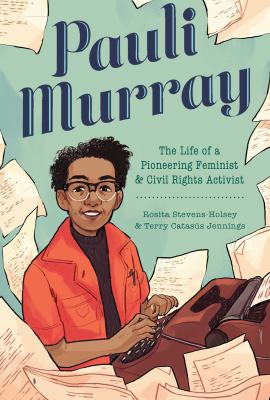 Pauli
Murray
The Life of a
Pioneering Feminist
& Civil Rights Activist
Rosita Stevens-Holsey
& Terry Catasús Jennings